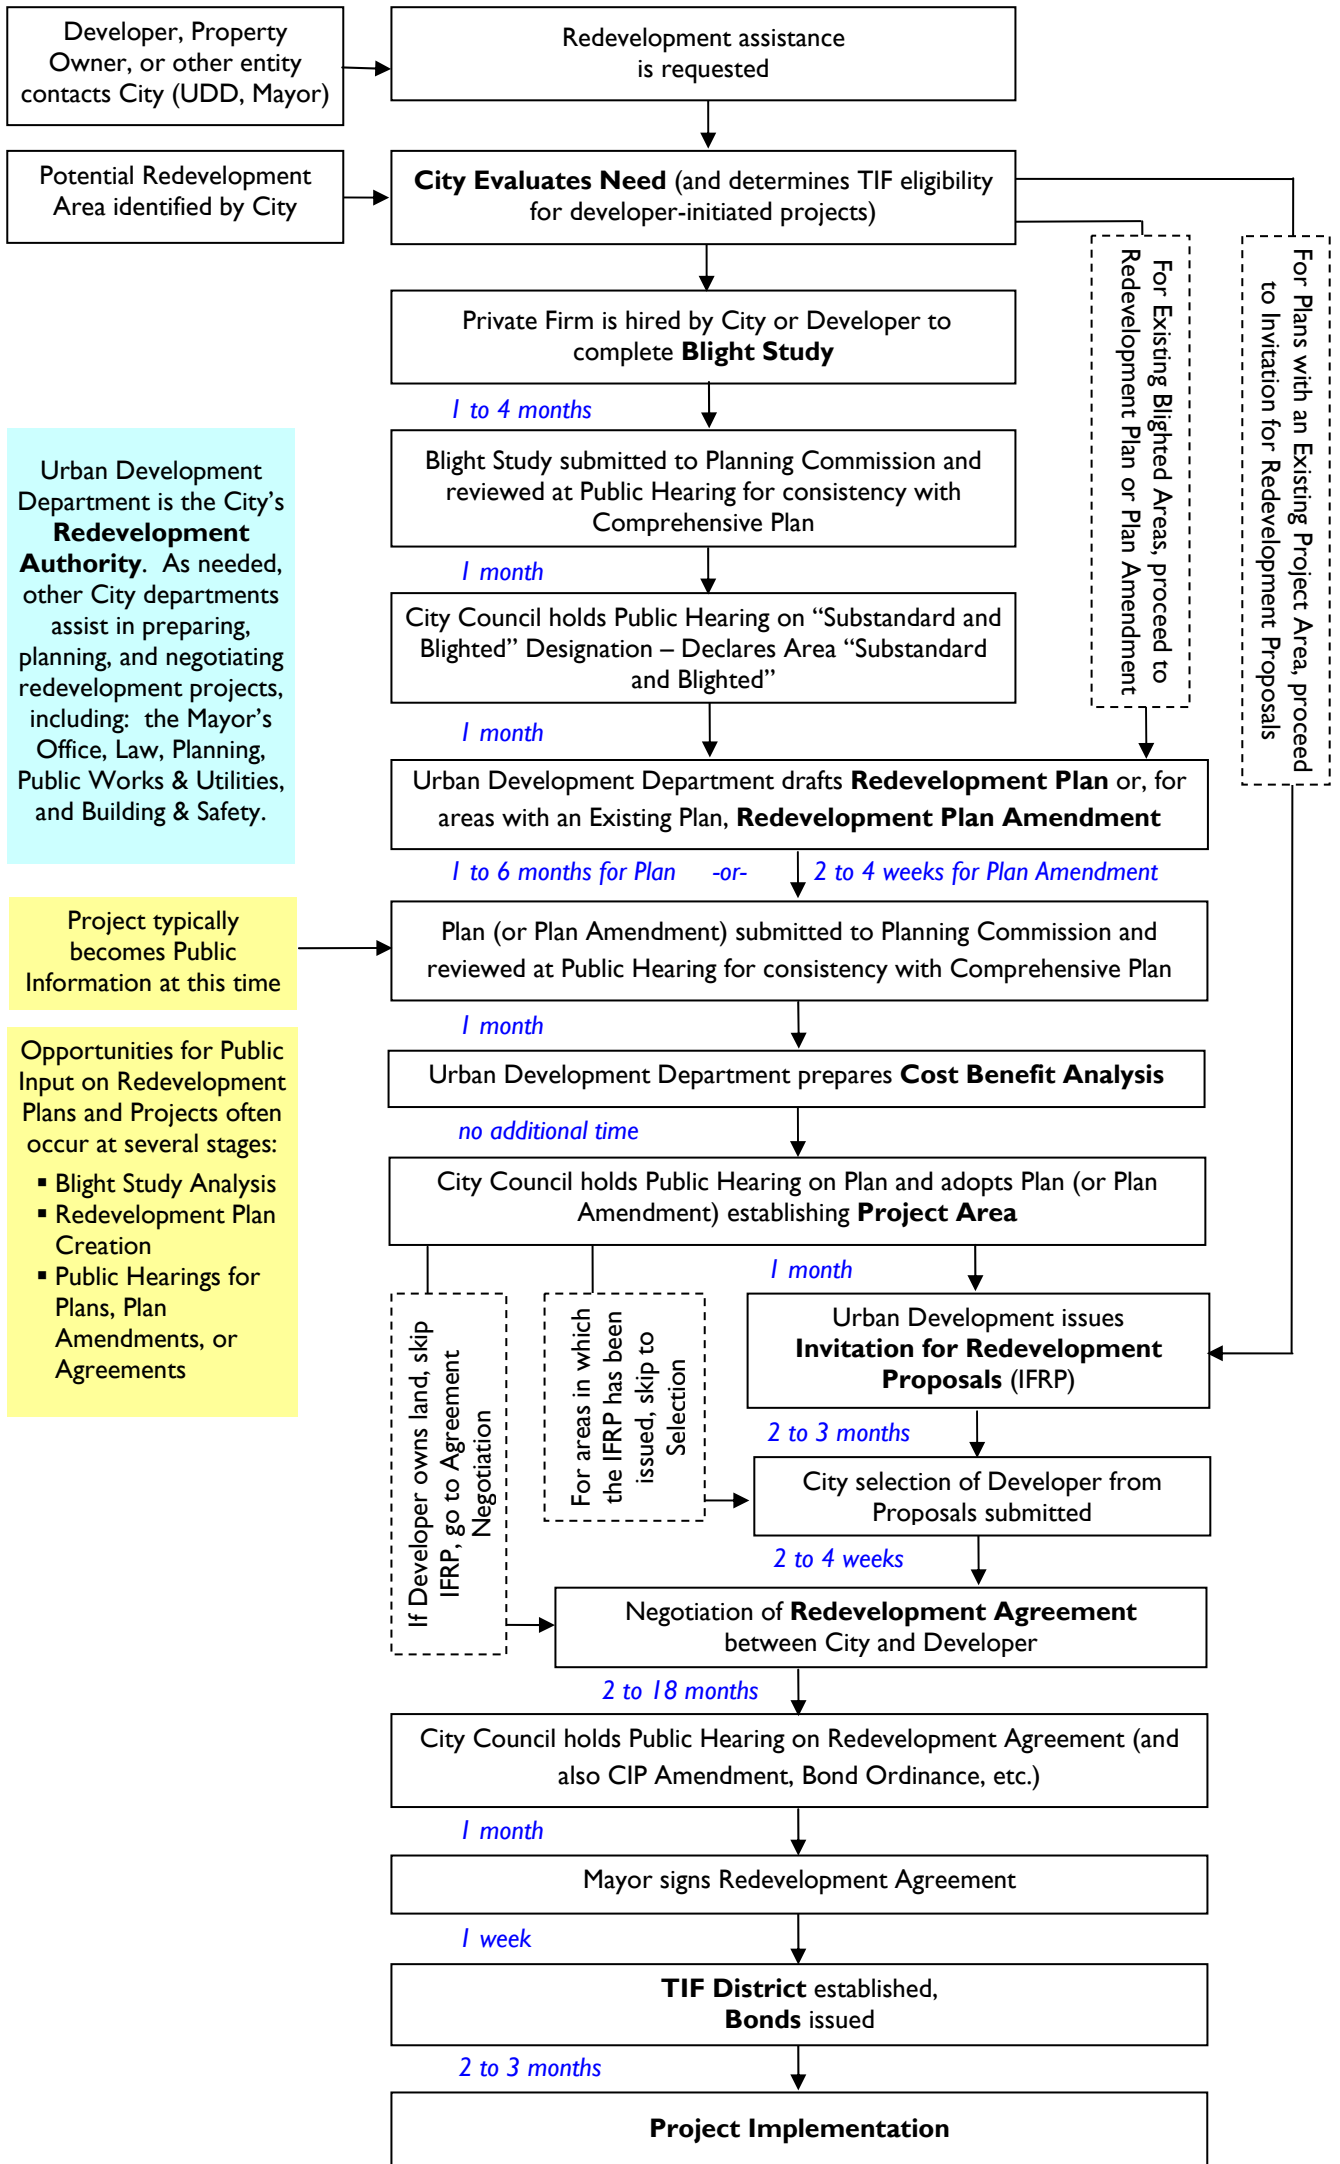 Developer, Property
Owner, or other entity
contacts City (UDD, Mayor)
Redevelopment assistance
is requested
Potential Redevelopment
Area identified by City
City Evaluates Need (and determines TIF eligibility
for developer-initiated projects)
For Existing Blighted Areas, proceed to
Redevelopment Plan or Plan Amendment
For Plans with an Existing Project Area, proceed
to Invitation for Redevelopment Proposals
Private Firm is hired by City or Developer to
complete Blight Study
1 to 4 months
Blight Study submitted to Planning Commission and
reviewed at Public Hearing for consistency with
Comprehensive Plan
1 month
City Council holds Public Hearing on “Substandard and
Blighted” Designation – Declares Area “Substandard
and Blighted”
1 month
Urban Development
Department is the City’s
Redevelopment
Authority. As needed,
other City departments
assist in preparing,
planning, and negotiating
redevelopment projects,
including: the Mayor’s
Office, Law, Planning,
Public Works & Utilities,
and Building & Safety.
Urban Development Department drafts Redevelopment Plan or, for
areas with an Existing Plan, Redevelopment Plan Amendment
1 to 6 months for Plan -or- 2 to 4 weeks for Plan Amendment
Project typically
becomes Public
Information at this time
Plan (or Plan Amendment) submitted to Planning Commission and
reviewed at Public Hearing for consistency with Comprehensive Plan
1 month
Opportunities for Public
Input on Redevelopment
Plans and Projects often
occur at several stages:
▪ Blight Study Analysis
▪ Redevelopment Plan
Creation
▪ Public Hearings for
Plans, Plan
Amendments, or
Agreements
Urban Development Department prepares Cost Benefit Analysis
no additional time
City Council holds Public Hearing on Plan and adopts Plan (or Plan
Amendment) establishing Project Area
1 month
If Developer owns land, skip
IFRP, go to Agreement
Negotiation
For areas in which
the IFRP has been
issued, skip to
Selection
Urban Development issues
Invitation for Redevelopment
Proposals (IFRP)
2 to 3 months
City selection of Developer from
Proposals submitted
2 to 4 weeks
Negotiation of Redevelopment Agreement
between City and Developer
2 to 18 months
City Council holds Public Hearing on Redevelopment Agreement (and
also CIP Amendment, Bond Ordinance, etc.)
1 month
Mayor signs Redevelopment Agreement
1 week
TIF District established,
Bonds issued
2 to 3 months
Project Implementation